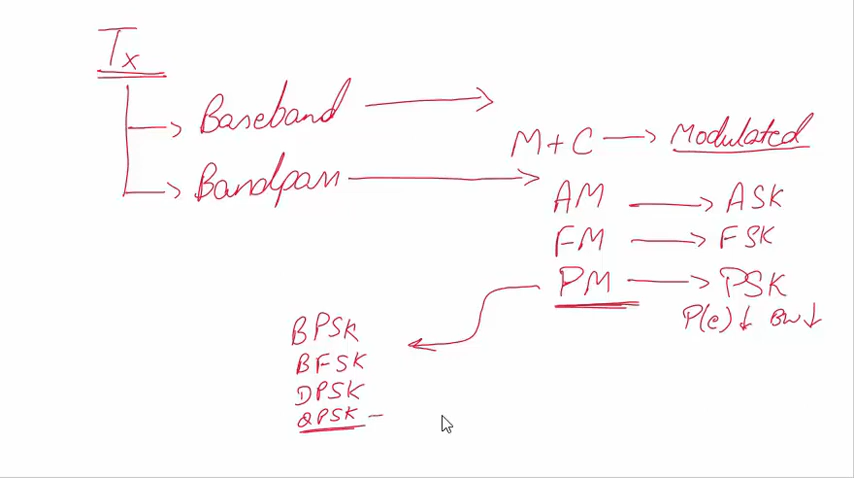 Tx
Baseband
Bandpass
M + C → Modulated
AM → ASK
FM → FSK
PM → PSK
P(e)↓ BW↓
BPSK
BFSK
DPSK
QPSK –